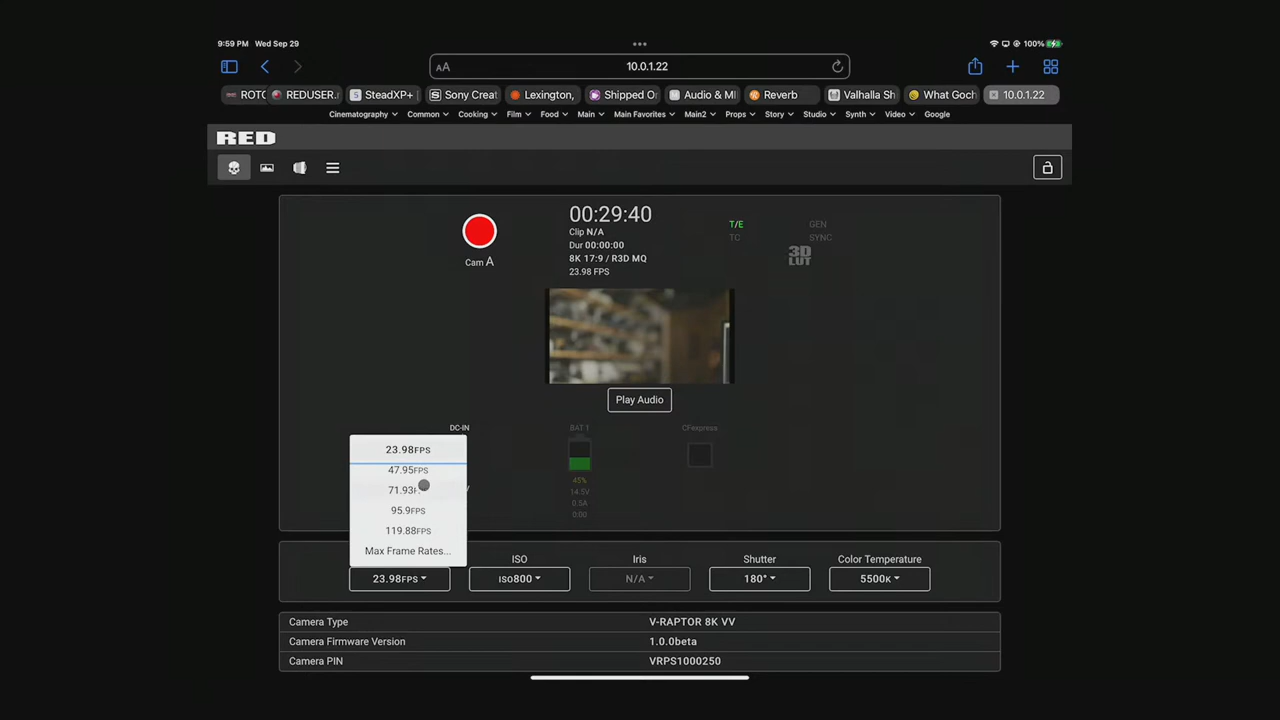 9:59 PM Wed Sep 29
100%
AA 10.0.1.22
ROTO REDUSER.n SteadXP+ Sony Creat Lexington, Shipped Or Audio & MI Reverb Valhalla Sh What Goch 10.0.1.22
Cinematography Common Cooking Film Food Main Main Favorites Main2 Props Story Studio Synth Video Google
RED
00:29:40
Clip N/A
Dur 00:00:00
8K 17:9 / R3D MQ
23.98 FPS
Cam A
T/E
TC
GEN
SYNC
3D
LUT
Play Audio
DC-IN
BAT 1
45%
14.5V
0.5A
0:00
CFexpress
23.98FPS
47.95FPS
71.93F
95.9FPS
119.88FPS
Max Frame Rates...
ISO Iris Shutter Color Temperature
23.98FPS ISO800 N/A 180° 5500K
Camera Type V-RAPTOR 8K VV
Camera Firmware Version 1.0.0beta
Camera PIN VRPS1000250